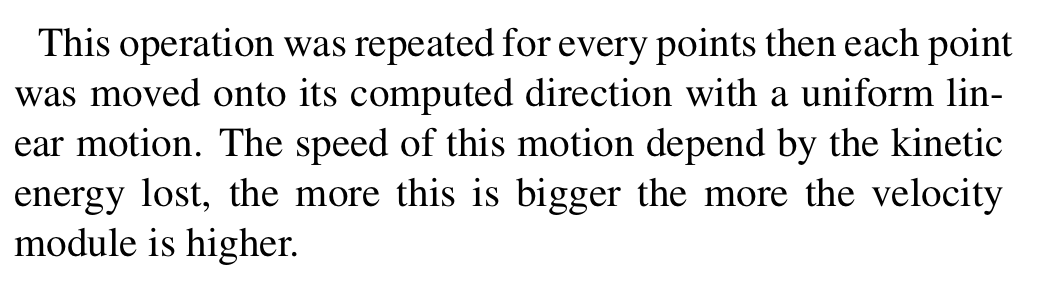 This operation was repeated for every points then each point
was moved onto its computed direction with a uniform lin-
ear motion. The speed of this motion depend by the kinetic
energy lost, the more this is bigger the more the velocity
module is higher.